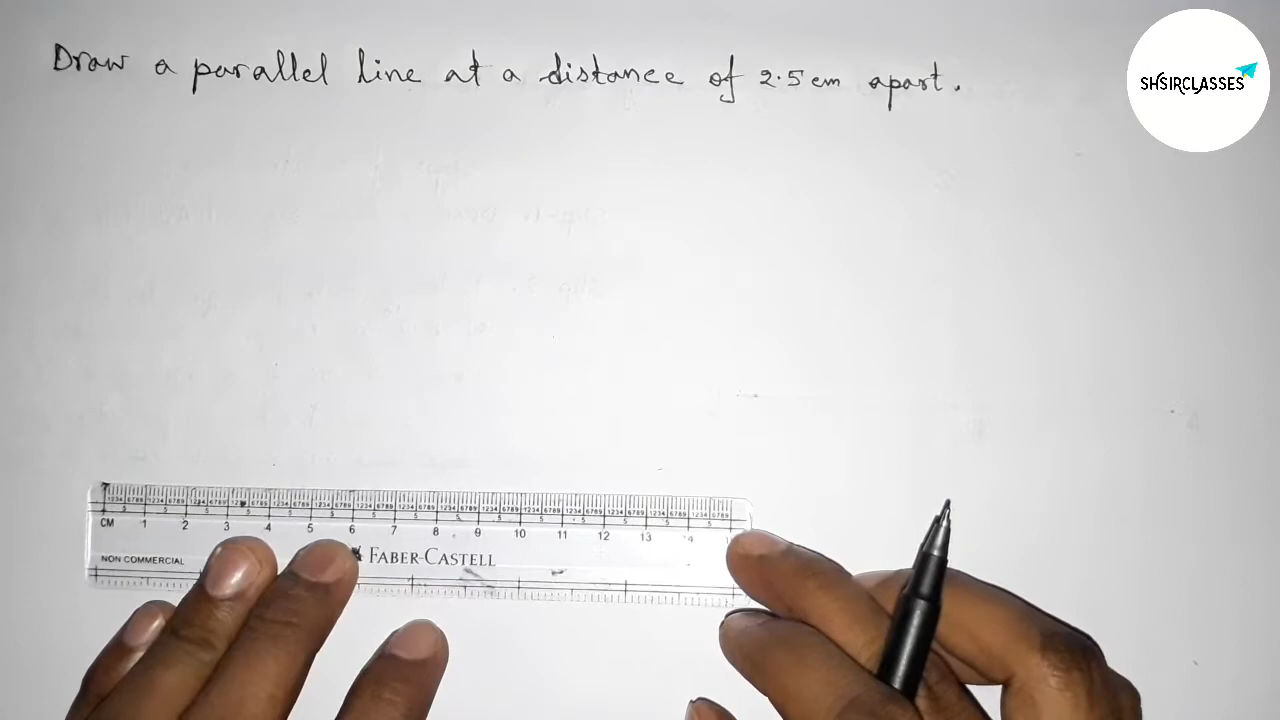 Draw a parallel line at a distance of 2.5 cm apart.
SHSIRCLASSES
CM 1 2 3 4 5 6 7 8 9 10 11 12 13 14
NON COMMERCIAL FABER-CASTELL